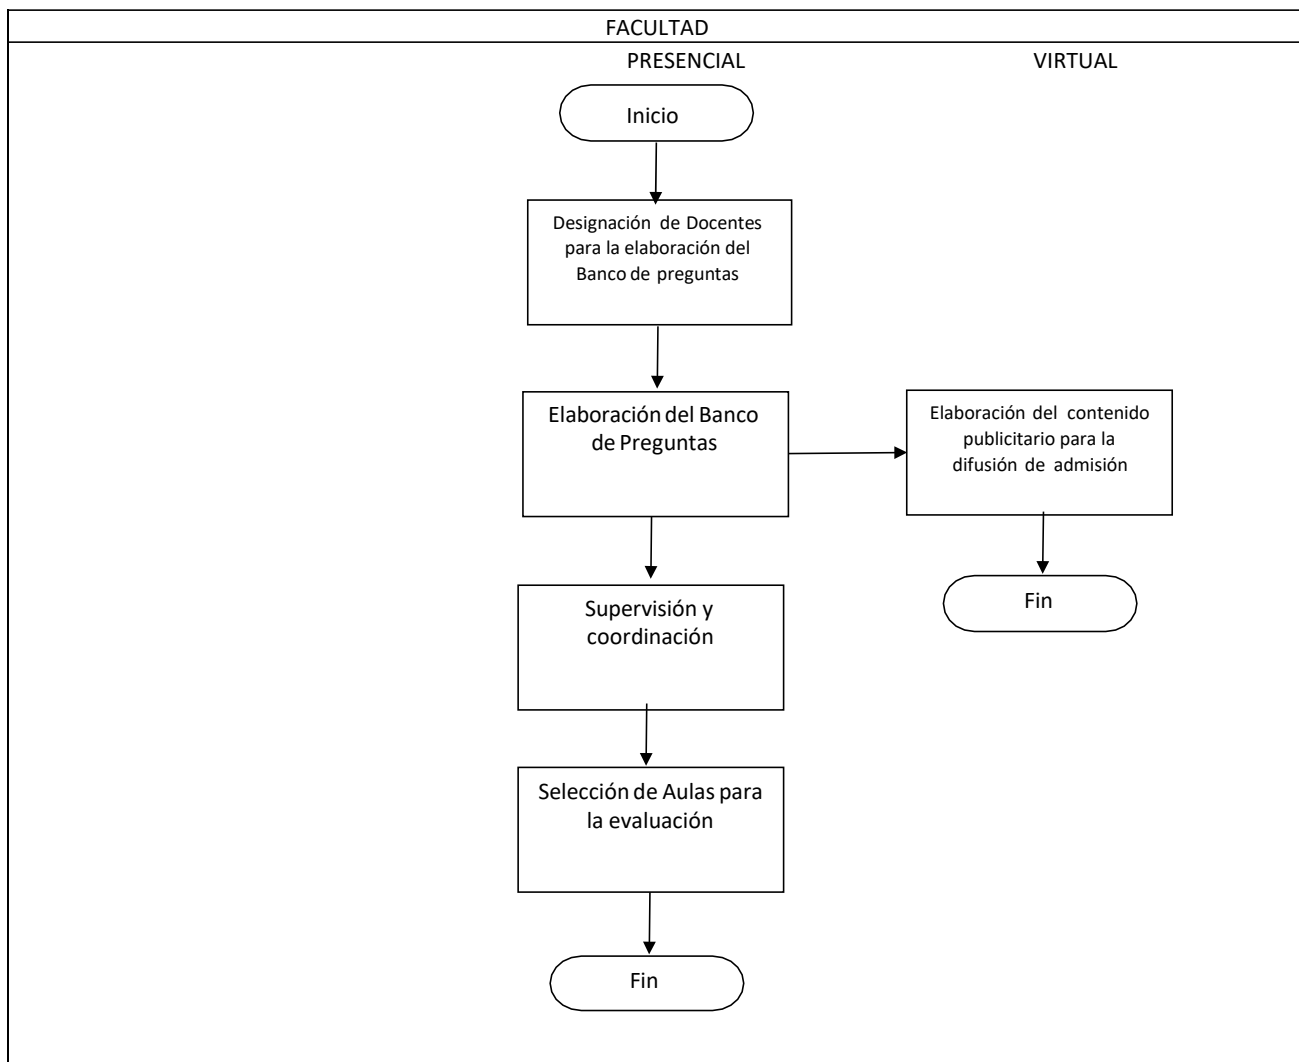 FACULTAD
PRESENCIAL
VIRTUAL
Inicio
Designación de Docentes
para la elaboración del
Banco de preguntas
Elaboración del Banco
de Preguntas
Elaboración del contenido
publicitario para la
difusión de admisión
Supervisión y
coordinación
Fin
Selección de Aulas para
la evaluación
Fin